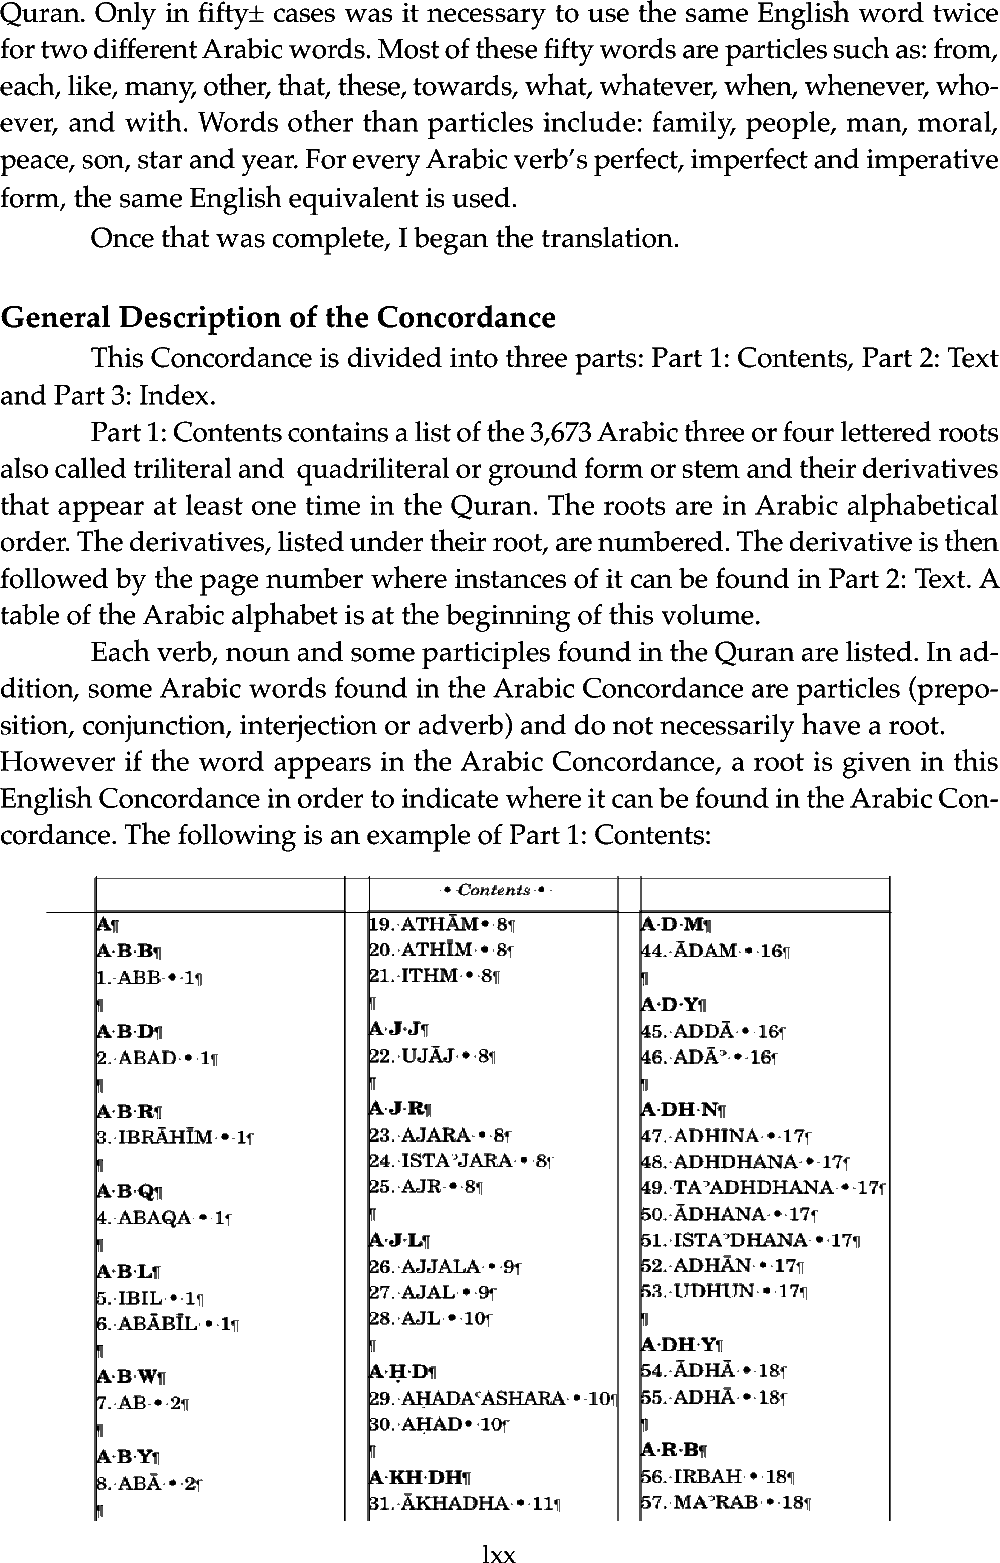 Quran. Only in fifty± cases was it necessary to use the same English word twice
for two different Arabic words. Most of these fifty words are particles such as: from,
each, like, many, other, that, these, towards, what, whatever, when, whenever, who-
ever, and with. Words other than particles include: family, people, man, moral,
peace, son, star and year. For every Arabic verb’s perfect, imperfect and imperative
form, the same English equivalent is used.
Once that was complete, I began the translation.
General Description of the Concordance
This Concordance is divided into three parts: Part 1: Contents, Part 2: Text
and Part 3: Index.
Part 1: Contents contains a list of the 3,673 Arabic three or four lettered roots
also called triliteral and quadriliteral or ground form or stem and their derivatives
that appear at least one time in the Quran. The roots are in Arabic alphabetical
order. The derivatives, listed under their root, are numbered. The derivative is then
followed by the page number where instances of it can be found in Part 2: Text. A
table of the Arabic alphabet is at the beginning of this volume.
Each verb, noun and some participles found in the Quran are listed. In ad-
dition, some Arabic words found in the Arabic Concordance are particles (prepo-
sition, conjunction, interjection or adverb) and do not necessarily have a root.
However if the word appears in the Arabic Concordance, a root is given in this
English Concordance in order to indicate where it can be found in the Arabic Con-
cordance. The following is an example of Part 1: Contents:
• Contents •
A¶
A·B·B¶
1.·ABB·•·1¶
¶
A·B·D¶
2.·ABAD·•·1¶
¶
A·B·R¶
3.·IBRĀHĪM·•·1¶
¶
A·B·Q¶
4.·ABAQA·•·1¶
¶
A·B·L¶
5.·IBIL·•·1¶
6.·ABĀBĪL·•·1¶
¶
A·B·W¶
7.·AB·•·2¶
¶
A·B·Y¶
8.·ABĀ·•·2¶
¶
19.·ATHĀM•·8¶
20.·ATHĪM·•·8¶
21.·ITHM·•·8¶
¶
A·J·J¶
22.·UJĀJ·•·8¶
¶
A·J·R¶
23.·AJARA·•·8¶
24.·ISTAʾJARA·•·8¶
25.·AJR·•·8¶
¶
A·J·L¶
26.·AJJALA·•·9¶
27.·AJAL·•·9¶
28.·AJL·•·10¶
¶
A·Ḥ·D¶
29.·AḤADAʿASHARA·•·10¶
30.·AḤAD•·10¶
¶
A·KH·DH¶
31.·ĀKHADHA·•·11¶
A·D·M¶
44.·ĀDAM·•·16¶
¶
A·D·Y¶
45.·ADDĀ·•·16¶
46.·ADĀʾ·•·16¶
¶
A·DH·N¶
47.·ADHINA·•·17¶
48.·ADHDHANA·•·17¶
49.·TAʾADHDHANA·•·17¶
50.·ĀDHANA·•·17¶
51.·ISTAʾDHANA·•·17¶
52.·ADHĀN·•·17¶
53.·UDHUN·•·17¶
¶
A·DH·Y¶
54.·ĀDHĀ·•·18¶
55.·ADHĀ·•·18¶
¶
A·R·B¶
56.·IRBAH·•·18¶
57.·MAʾRAB·•·18¶
lxx